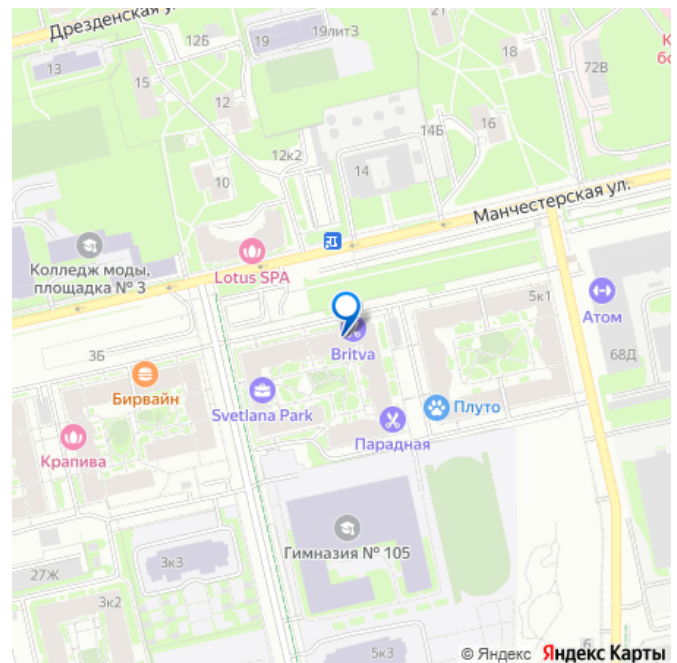 Дрезденская у
12Б
19
19лит3
21
13
15
18
72В
К
бо
12
14Б
16
12к2
14
10
Манчестерская ул.
Колледж моды,
площадка № 3
Lotus SPA
5к1
Атом
3Б
Britva
68Д
Бирвайн
Svetlana Park
Плуто
Крапива
Парадная
Гимназия № 105
3к3
27Ж
3к2
5к3
© Яндекс Яндекс Карты